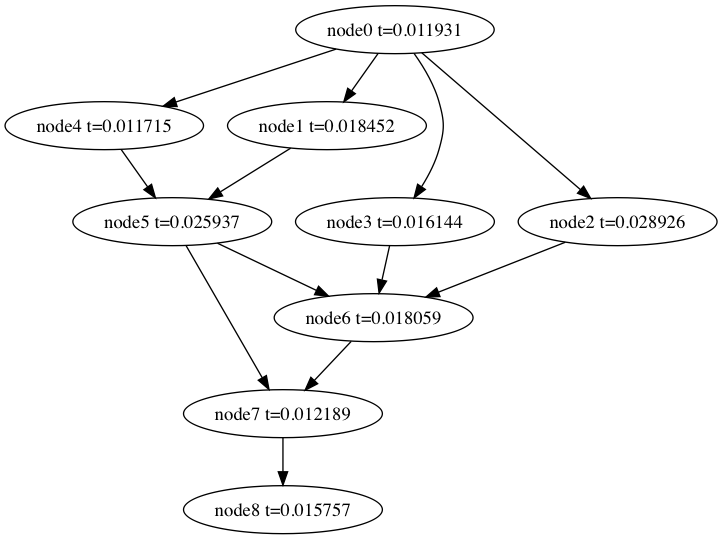 node0 t=0.011931
node4 t=0.011715
node1 t=0.018452
node5 t=0.025937
node3 t=0.016144
node2 t=0.028926
node6 t=0.018059
node7 t=0.012189
node8 t=0.015757